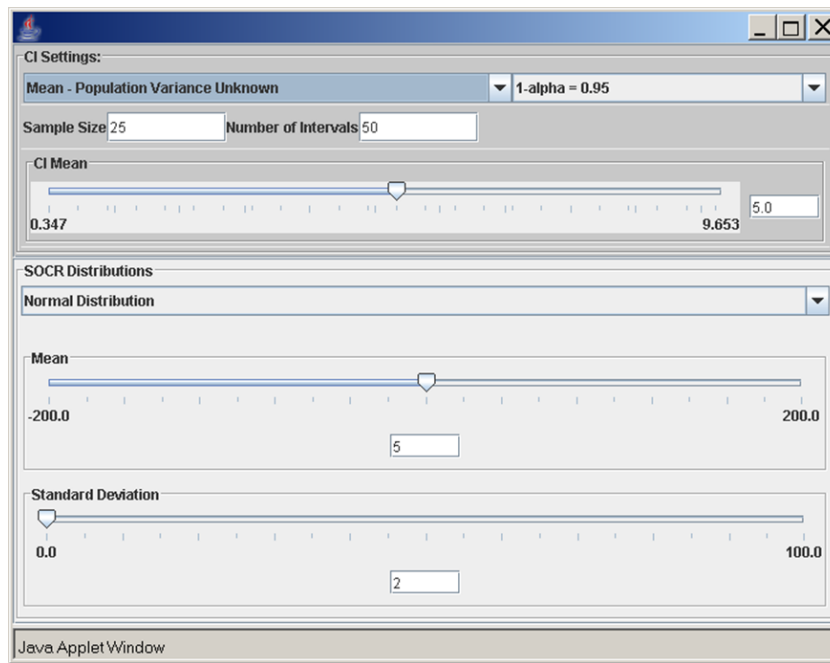 CI Settings:
Mean - Population Variance Unknown 1-alpha = 0.95
Sample Size 25 Number of Intervals 50
CI Mean
5.0
0.347 9.653
SOCR Distributions
Normal Distribution
Mean
-200.0 200.0
5
Standard Deviation
0.0 100.0
2
Java Applet Window